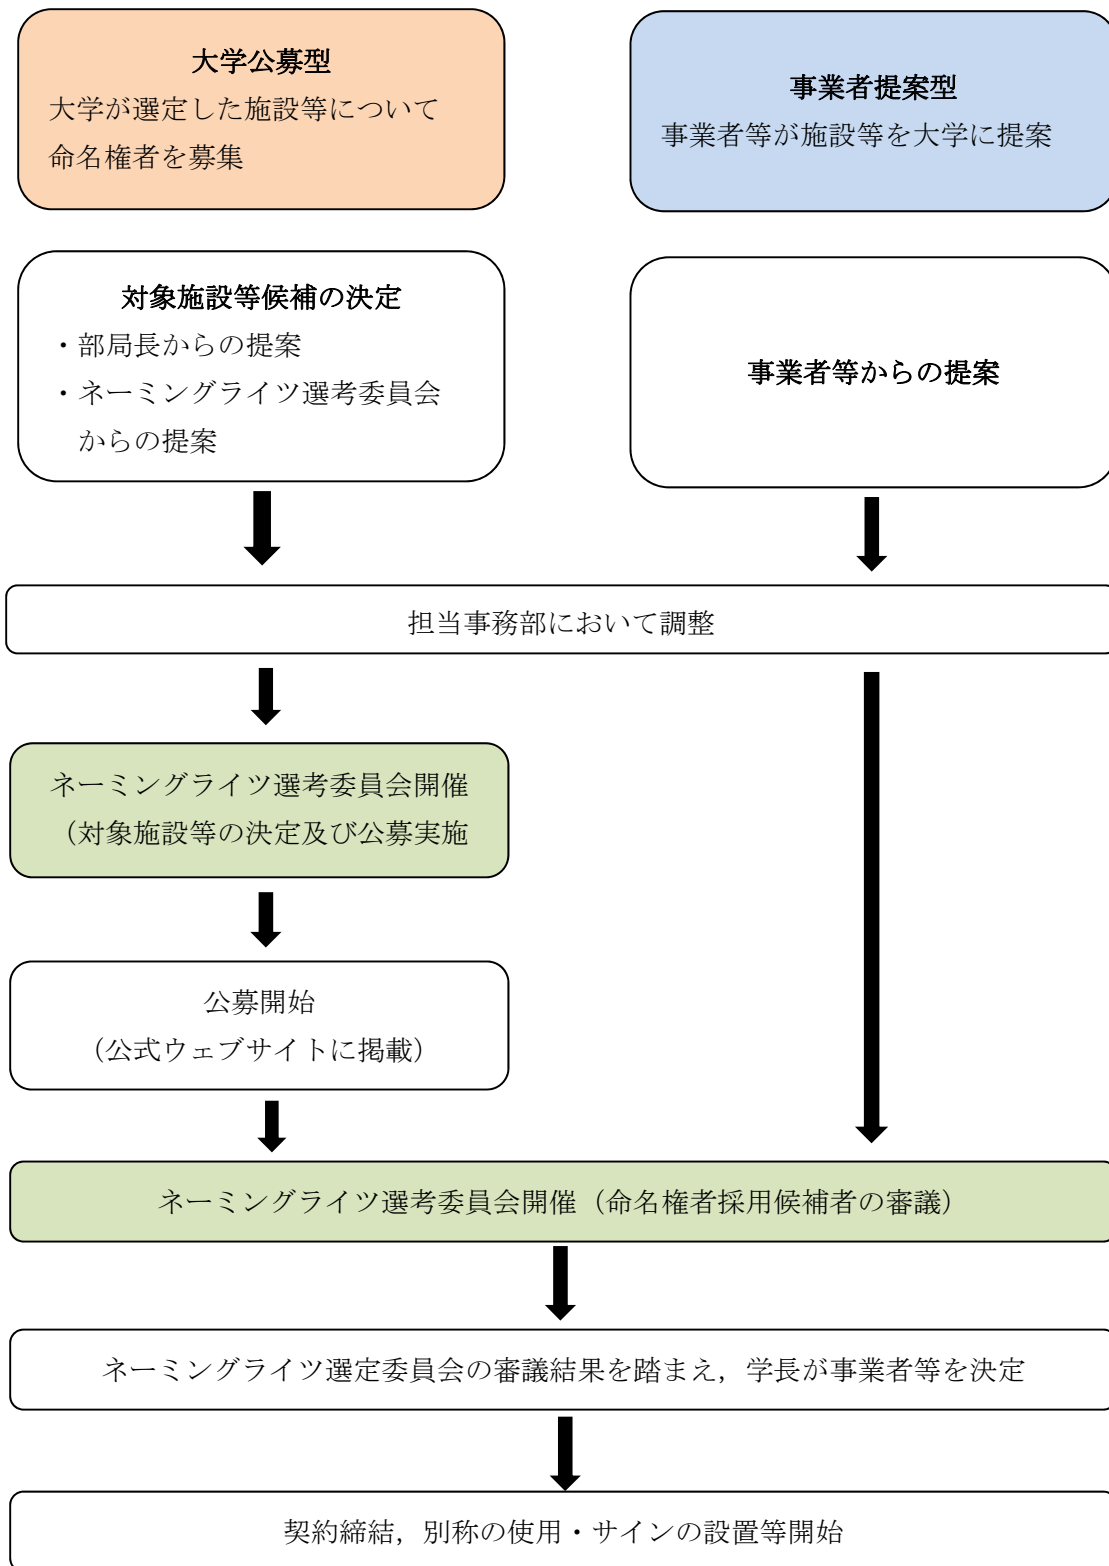 大学公募型
大学が選定した施設等について
命名権者を募集
事業者提案型
事業者等が施設等を大学に提案
対象施設等候補の決定
・部局長からの提案
・ネーミングライツ選考委員会
からの提案
事業者等からの提案
担当事務部において調整
ネーミングライツ選考委員会開催
（対象施設等の決定及び公募実施
公募開始
（公式ウェブサイトに掲載）
ネーミングライツ選考委員会開催（命名権者採用候補者の審議）
ネーミングライツ選定委員会の審議結果を踏まえ，学長が事業者等を決定
契約締結，別称の使用・サインの設置等開始